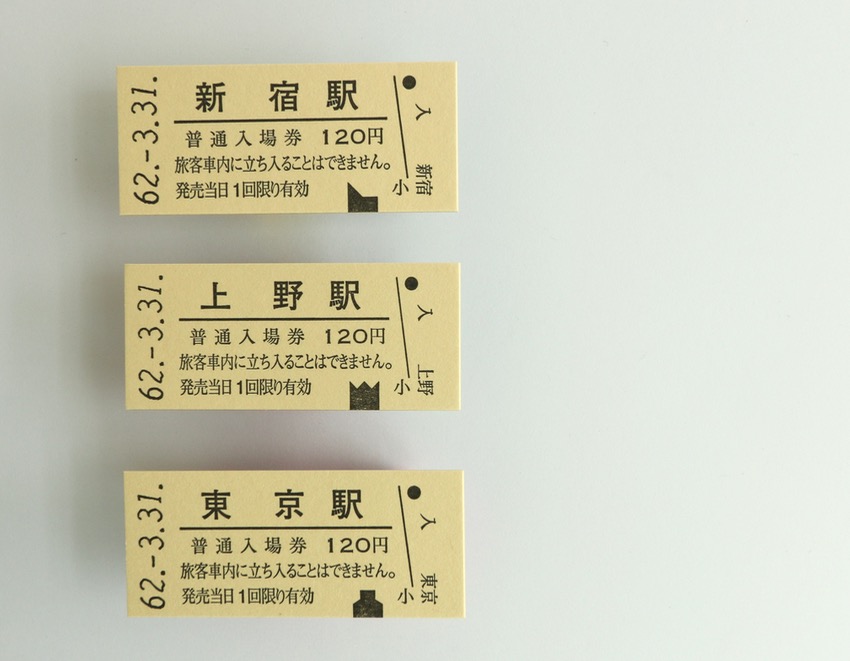 62.-3.31.
新宿駅
普通入場券 120円
旅客車内に立ち入ることはできません。
発売当日1回限り有効
入
小
新宿
62.-3.31.
上野駅
普通入場券 120円
旅客車内に立ち入ることはできません。
発売当日1回限り有効
入
小
上野
62.-3.31.
東京駅
普通入場券 120円
旅客車内に立ち入ることはできません。
発売当日1回限り有効
入
小
東京